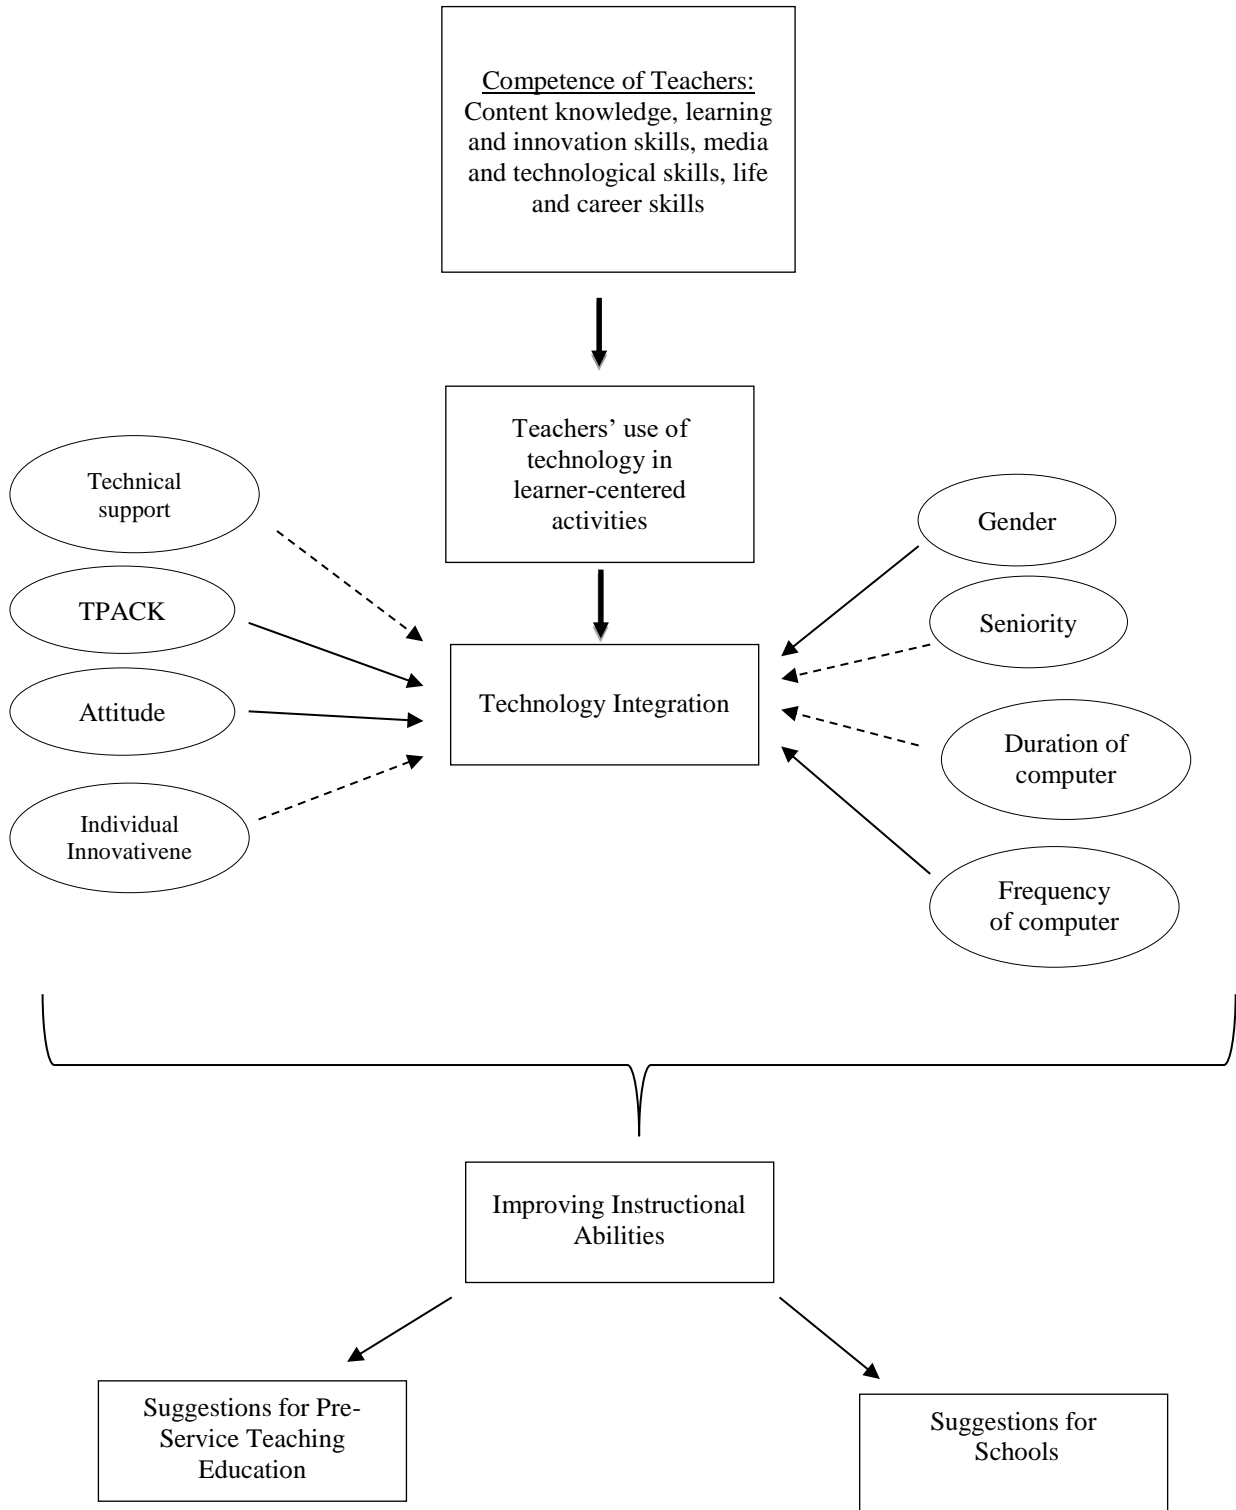 Competence of Teachers:
Content knowledge, learning
and innovation skills, media
and technological skills, life
and career skills
Teachers’ use of
technology in
learner-centered
activities
Technical
support
TPACK
Attitude
Individual
Innovativene
Technology Integration
Gender
Seniority
Duration of
computer
Frequency
of computer
Improving Instructional
Abilities
Suggestions for Pre-
Service Teaching
Education
Suggestions for
Schools